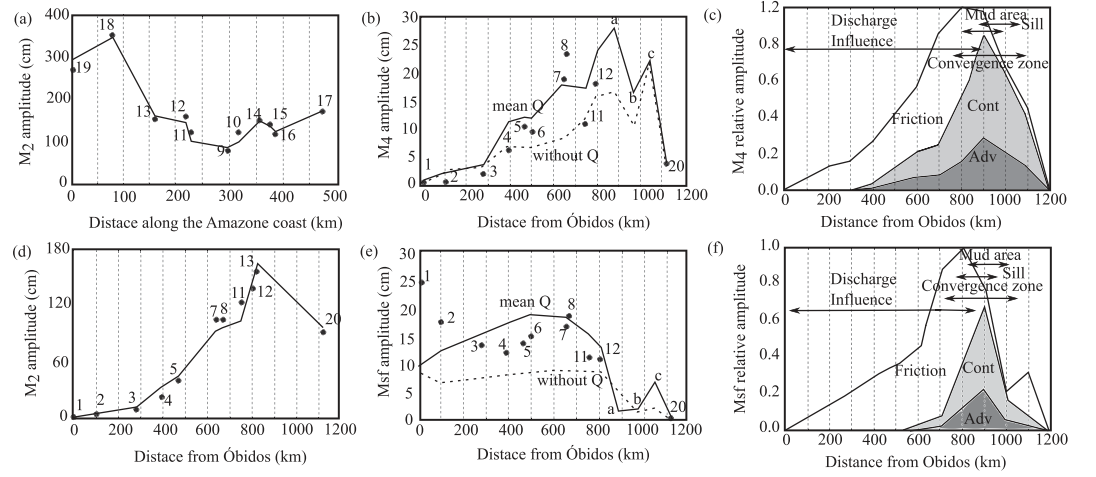 (a)
M2 amplitude (cm)
400
300
200
100
0
18
19
13
12
11
9
10
14
15
16
17
0 100 200 300 400 500
Distace along the Amazone coast (km)
(b)
M4 amplitude (cm)
30
25
20
15
10
5
0
mean Q
without Q
1
2
3
4
5
6
7
8
11
12
a
b
c
20
0 200 400 600 800 1000 1200
Distance from Óbidos (km)
(c)
M4 relative amplitude
1.2
0.8
0.6
0.4
0.2
0.0
Discharge
Influence
Mud area
Sill
Convergence zone
Friction
Cont
Adv
0 200 400 600 800 1000 1200
Distance from Óbidos (km)
(d)
M2 amplitude (cm)
180
120
60
0
1
2
3
4
5
7
8
11
12
13
20
0 200 400 600 800 1000 1200
Distace from Óbidos (km)
(e)
Msf amplitude (cm)
30
25
20
15
10
5
0
mean Q
without Q
1
2
3
4
5
6
7
8
11
12
a
b
c
20
0 200 400 600 800 1000 1200
Distace from Óbidos (km)
(f)
Msf relative amplitude
1.0
0.8
0.6
0.4
0.2
0.0
Discharge
Influence
Mud area
Sill
Convergence zone
Friction
Cont
Adv
0 200 400 600 800 1000 1200
Distance from Óbidos (km)